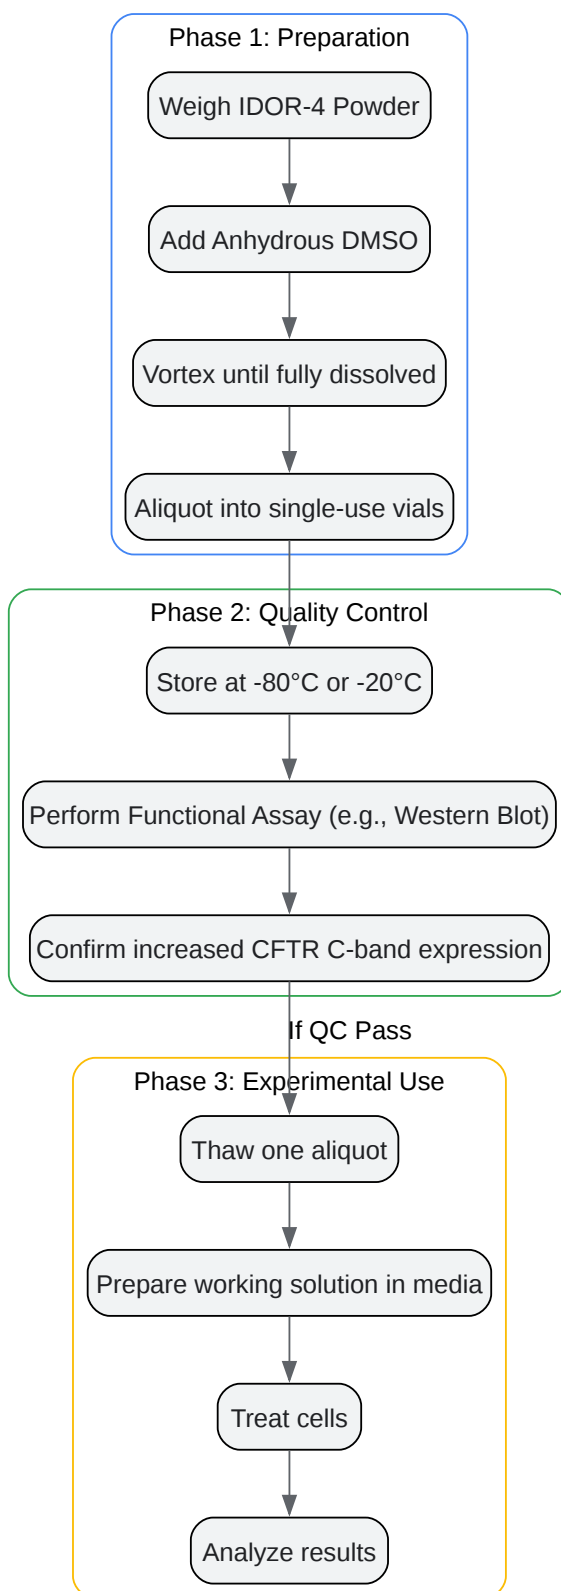 Phase 1: Preparation
Weigh IDOR-4 Powder
Add Anhydrous DMSO
Vortex until fully dissolved
Aliquot into single-use vials
Phase 2: Quality Control
Store at -80°C or -20°C
Perform Functional Assay (e.g., Western Blot)
Confirm increased CFTR C-band expression
If QC Pass
Phase 3: Experimental Use
Thaw one aliquot
Prepare working solution in media
Treat cells
Analyze results